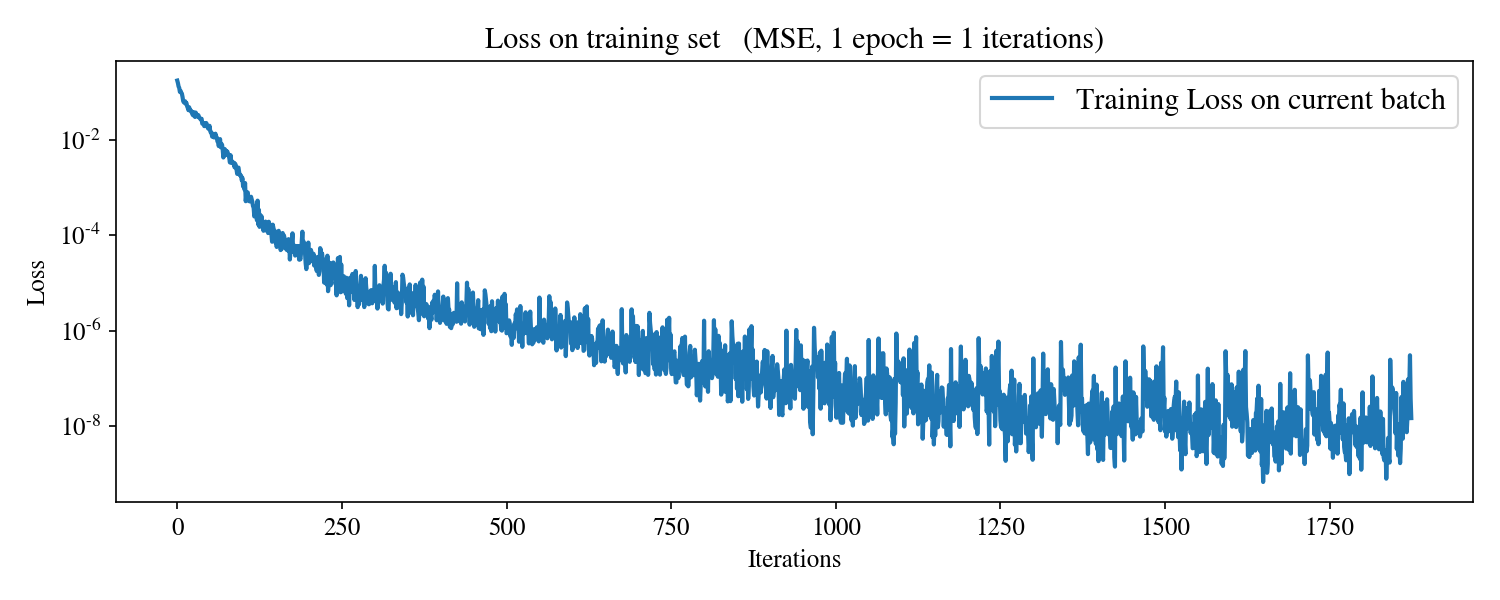 Loss on training set   (MSE, 1 epoch = 1 iterations)
Training Loss on current batch
10^-2
10^-4
10^-6
10^-8
Loss
0 250 500 750 1000 1250 1500 1750
Iterations